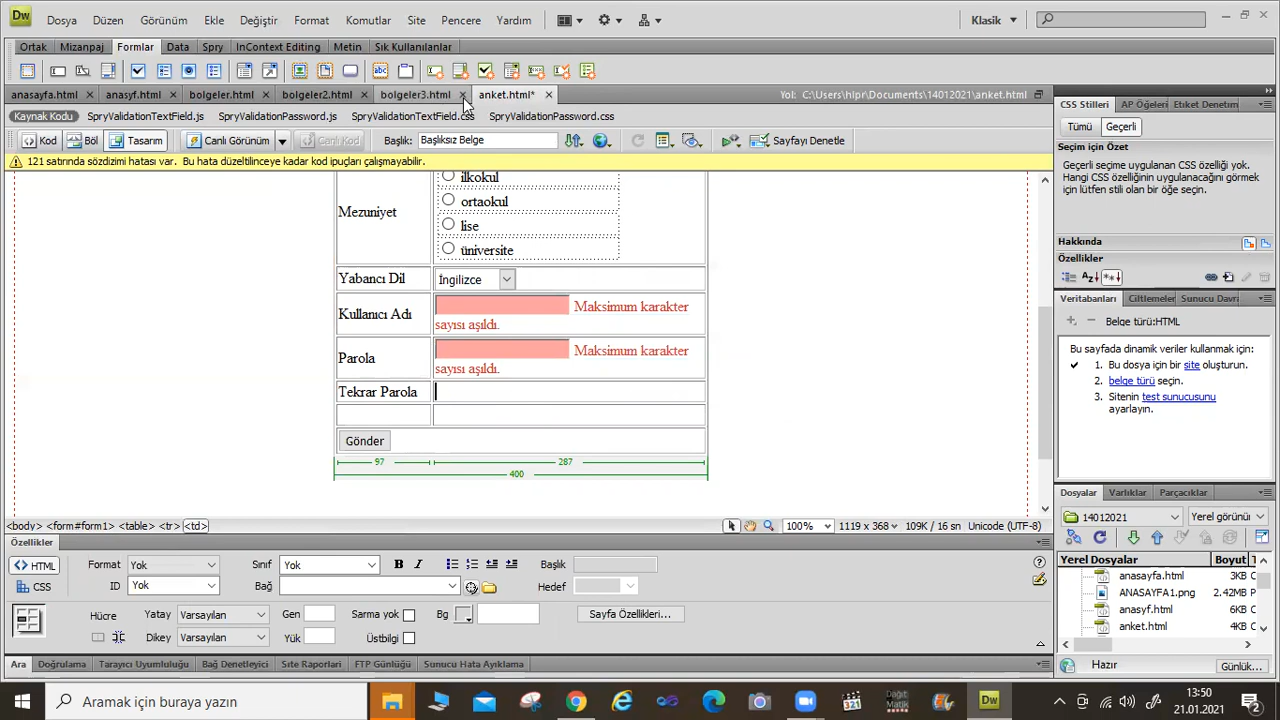 Dw Dosya Düzen Görünüm Ekle Değiştir Format Komutlar Site Pencere Yardım Klasik
Ortak Mizanpaj Formlar Data Spry InContext Editing Metin Sık Kullanılanlar
anasayfa.html anasyf.html bolgeler.html bolgeler2.html bolgeler3.html anket.html* Yol: C:\Users\hlpr\Documents\14012021\anket.html
Kaynak Kodu SpryValidationTextField.js SpryValidationPassword.js SpryValidationTextField.css SpryValidationPassword.css
Kod Böl Tasarım Canlı Görünüm Canlı Kod Başlık: Başlıksız Belge Sayfayı Denetle
121 satırında sözdizimi hatası var. Bu hata düzeltilinceye kadar kod ipuçları çalışmayabilir.
Mezuniyet
ilkokul
ortaokul
lise
üniversite
Yabancı Dil İngilizce
Kullanıcı Adı Maksimum karakter
sayısı aşıldı.
Parola Maksimum karakter
sayısı aşıldı.
Tekrar Parola
Gönder
97 287
400
<body> <form#form1> <table> <tr> <td> 100% 1119 x 368 109K / 16 sn Unicode (UTF-8)
Özellikler
HTML Format Yok Sınıf Yok B I Başlık
CSS ID Yok Bağ Hedef
Hücre Yatay Varsayılan Gen Sarma yok Bg Sayfa Özellikleri...
Dikey Varsayılan Yük Üstbilgi
Ara Doğrulama Tarayıcı Uyumluluğu Bağ Denetleyici Site Raporlari FTP Günlüğü Sunucu Hata Ayıklama
CSS Stilleri AP Öğeleri Etiket Denetim
Tümü Geçerli
Seçim için Özet
Geçerli seçime uygulanan CSS özelliği yok.
Hangi CSS özelliğinin uygulanacağını görmek
için lütfen stili olan bir öğe seçin.
Hakkında
Özellikler
Veritabanları Ciltlemeler Sunucu Davrı
Belge türü:HTML
Bu sayfada dinamik veriler kullanmak için:
1. Bu dosya için bir site oluşturun.
2. belge türü seçin.
3. Sitenin test sunucusunu
ayarlayın.
Dosyalar Varlıklar Parçacıklar
14012021 Yerel görünü
Yerel Dosyalar Boyut T
anasayfa.html 3KB C
ANASAYFA1.png 2.42MB F
anasyf.html 6KB C
anket.html 4KB C
Hazır Günlük...
Aramak için buraya yazın
13:50
21.01.2021